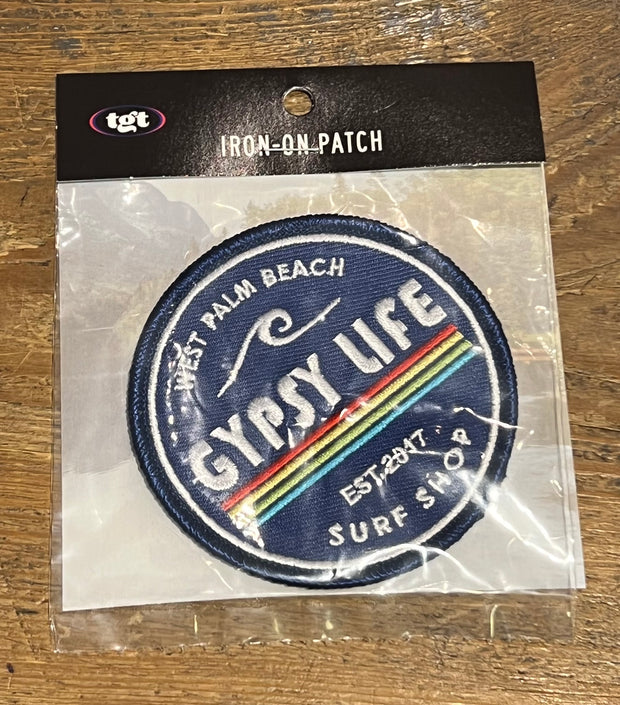 tgt
IRON-ON PATCH
WEST PALM BEACH
GYPSY LIFE
EST. 2017
SURF SHOP